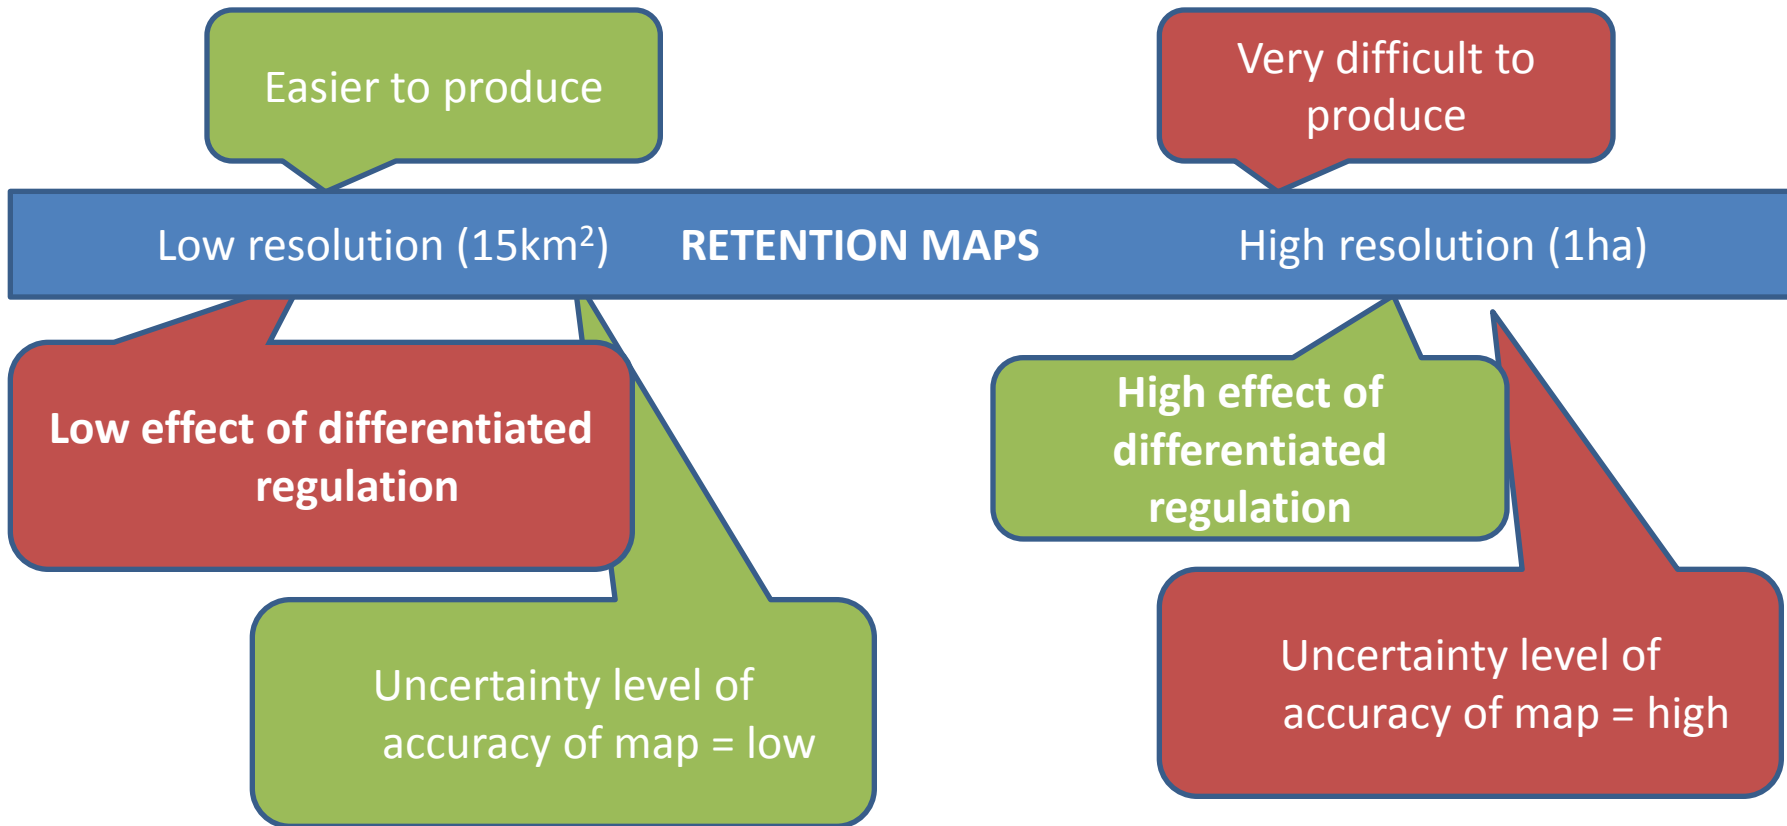 Easier to produce
Very difficult to
produce
Low resolution (15km²)
RETENTION MAPS
High resolution (1ha)
Low effect of differentiated
regulation
High effect of
differentiated
regulation
Uncertainty level of
accuracy of map = low
Uncertainty level of
accuracy of map = high